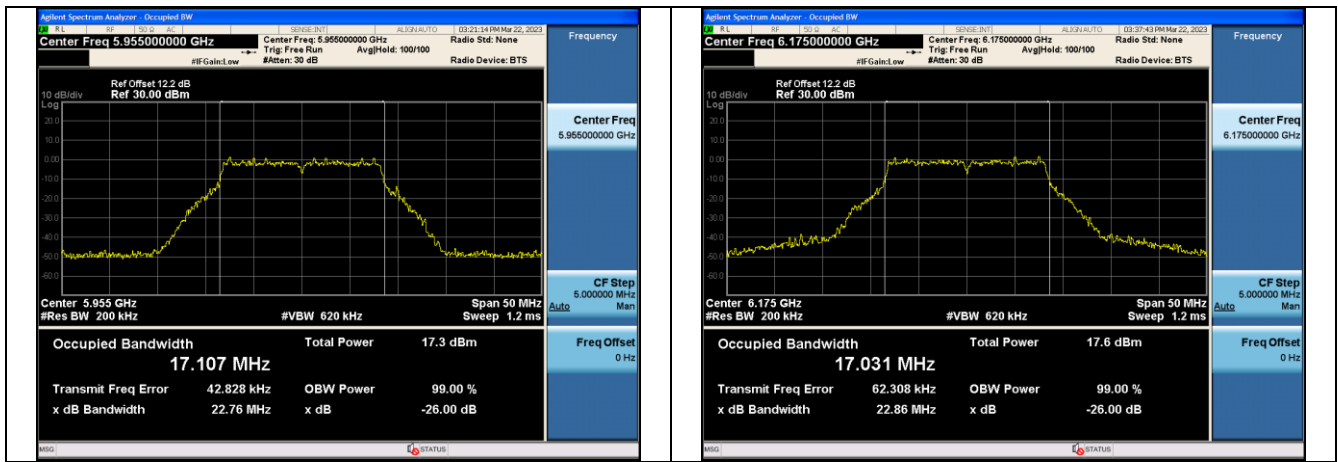 Agilent Spectrum Analyzer - Occupied BW
RL RF 50 Ω AC SENSE:INT ALIGN AUTO 03:21:14 PM Mar 22, 2023
Center Freq 5.955000000 GHz
Center Freq: 5.955000000 GHz
Radio Std: None
Trig: Free Run Avg|Hold: 100/100
#IFGain:Low
#Atten: 30 dB
Radio Device: BTS
Ref Offset 12.2 dB
10 dB/div Ref 30.00 dBm
Log
20.0
10.0
0.00
-10.0
-20.0
-30.0
-40.0
-50.0
-60.0
Center 5.955 GHz Span 50 MHz
#Res BW 200 kHz #VBW 620 kHz Sweep 1.2 ms
Occupied Bandwidth Total Power 17.3 dBm
17.107 MHz
Transmit Freq Error 42.828 kHz OBW Power 99.00 %
x dB Bandwidth 22.76 MHz x dB -26.00 dB
MSG STATUS
Frequency
Center Freq
5.955000000 GHz
CF Step
5.000000 MHz
Auto Man
Freq Offset
0 Hz
Agilent Spectrum Analyzer - Occupied BW
RL RF 50 Ω AC SENSE:INT ALIGN AUTO 03:37:43 PM Mar 22, 2023
Center Freq 6.175000000 GHz
Center Freq: 6.175000000 GHz
Radio Std: None
Trig: Free Run Avg|Hold: 100/100
#IFGain:Low
#Atten: 30 dB
Radio Device: BTS
Ref Offset 12.2 dB
10 dB/div Ref 30.00 dBm
Log
20.0
10.0
0.00
-10.0
-20.0
-30.0
-40.0
-50.0
-60.0
Center 6.175 GHz Span 50 MHz
#Res BW 200 kHz #VBW 620 kHz Sweep 1.2 ms
Occupied Bandwidth Total Power 17.6 dBm
17.031 MHz
Transmit Freq Error 62.308 kHz OBW Power 99.00 %
x dB Bandwidth 22.86 MHz x dB -26.00 dB
MSG STATUS
Frequency
Center Freq
6.175000000 GHz
CF Step
5.000000 MHz
Auto Man
Freq Offset
0 Hz